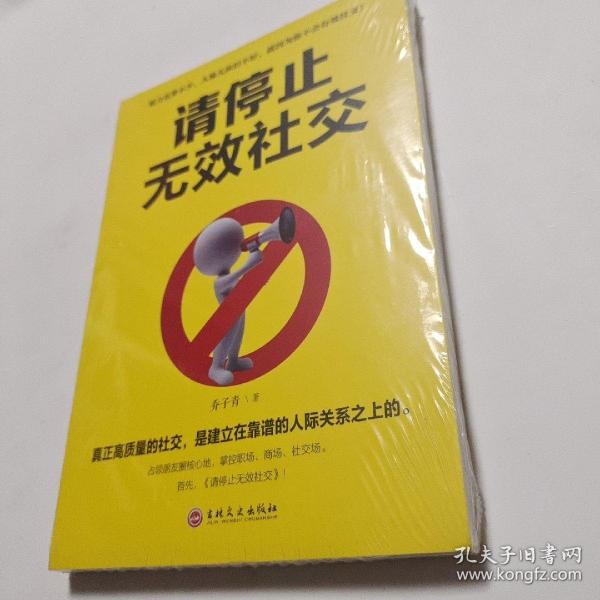 请停止
无效社交
乔子青\著
真正高质量的社交，是建立在靠谱的人际关系之上的。
占领朋友圈核心地，掌控职场、商场、社交场。
首先，《请停止无效社交》！
吉林文史出版社
JILIN WENSHI CHUBANSHE
孔夫子旧书网
www.kongfz.com